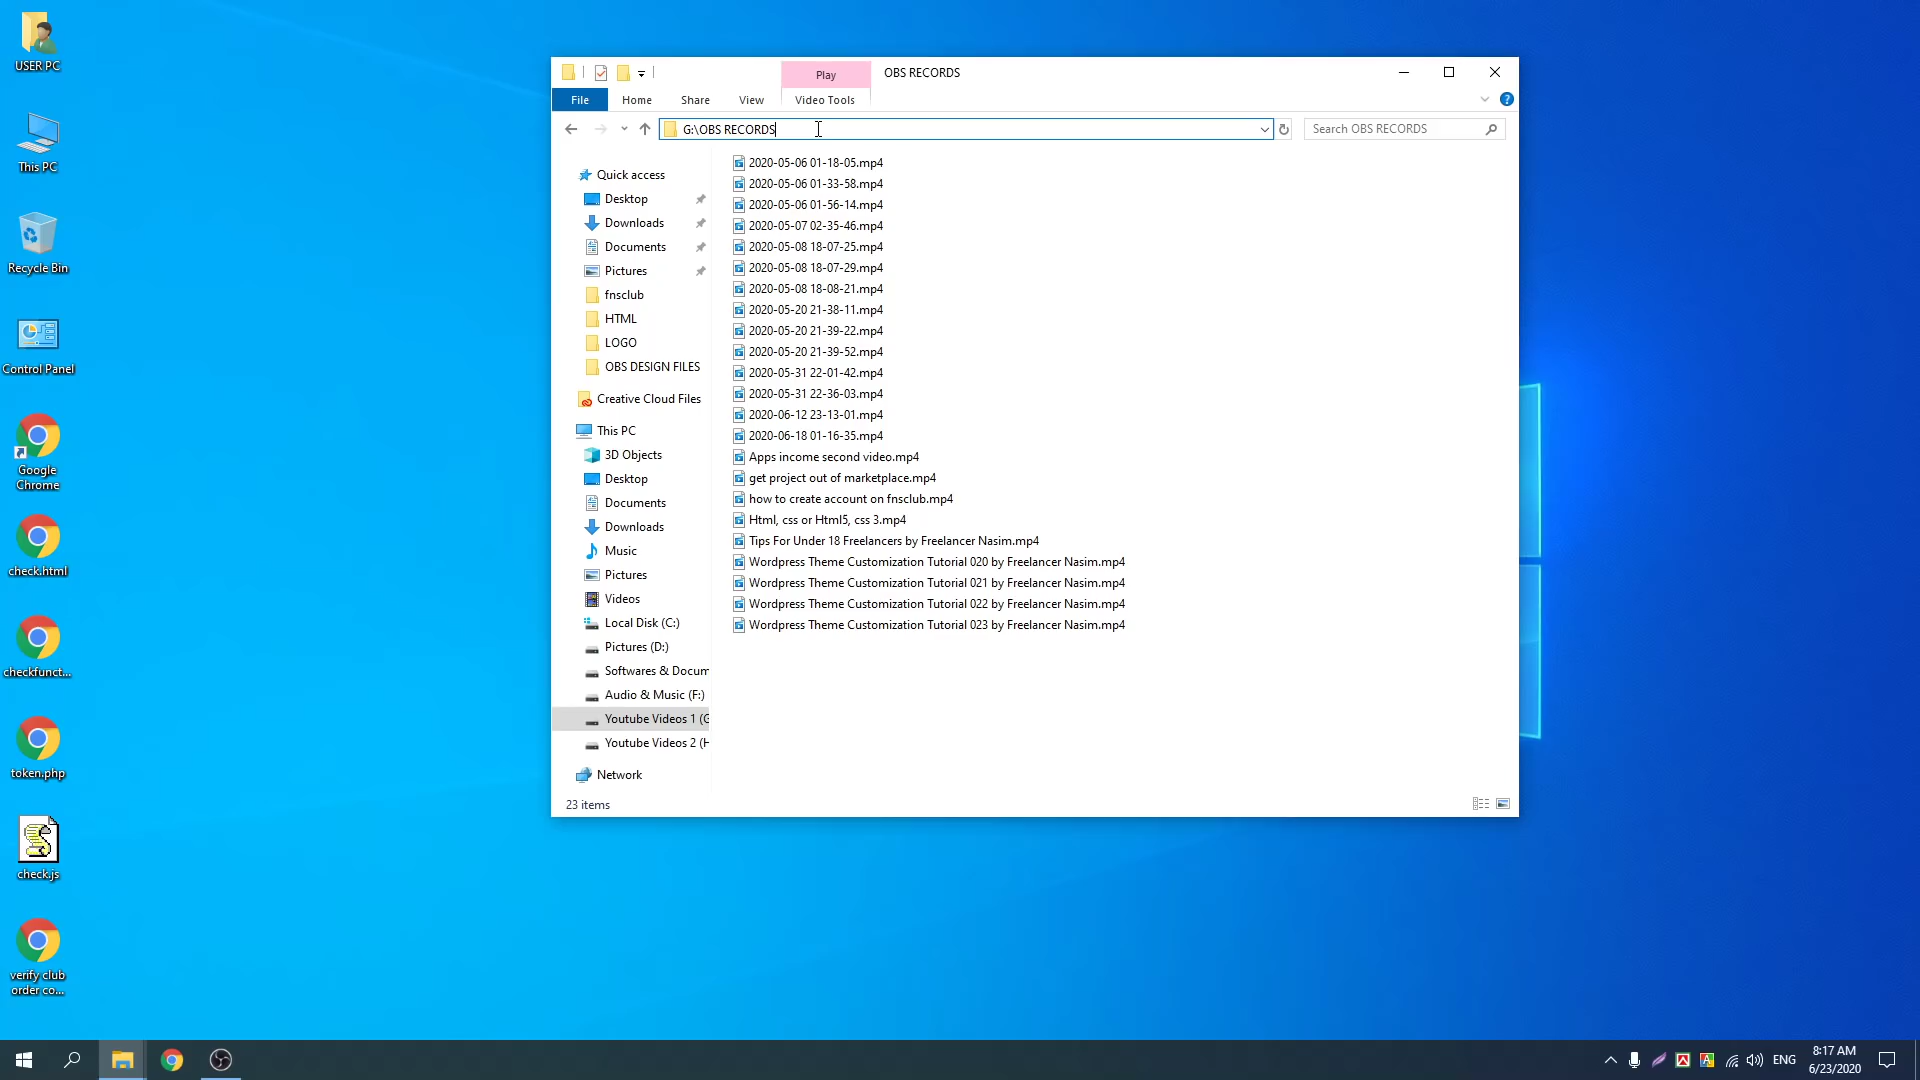 USER PC
This PC
Recycle Bin
Control Panel
Google
Chrome
check.html
checkfunct...
token.php
check.js
verify club
order co...
Play
OBS RECORDS
File
Home
Share
View
Video Tools
G:\OBS RECORDS
Search OBS RECORDS
Quick access
Desktop
Downloads
Documents
Pictures
fnsclub
HTML
LOGO
OBS DESIGN FILES
Creative Cloud Files
This PC
3D Objects
Desktop
Documents
Downloads
Music
Pictures
Videos
Local Disk (C:)
Pictures (D:)
Softwares & Docum
Audio & Music (F:)
Youtube Videos 1 (G
Youtube Videos 2 (H
Network
2020-05-06 01-18-05.mp4
2020-05-06 01-33-58.mp4
2020-05-06 01-56-14.mp4
2020-05-07 02-35-46.mp4
2020-05-08 18-07-25.mp4
2020-05-08 18-07-29.mp4
2020-05-08 18-08-21.mp4
2020-05-20 21-38-11.mp4
2020-05-20 21-39-22.mp4
2020-05-20 21-39-52.mp4
2020-05-31 22-01-42.mp4
2020-05-31 22-36-03.mp4
2020-06-12 23-13-01.mp4
2020-06-18 01-16-35.mp4
Apps income second video.mp4
get project out of marketplace.mp4
how to create account on fnsclub.mp4
Html, css or Html5, css 3.mp4
Tips For Under 18 Freelancers by Freelancer Nasim.mp4
Wordpress Theme Customization Tutorial 020 by Freelancer Nasim.mp4
Wordpress Theme Customization Tutorial 021 by Freelancer Nasim.mp4
Wordpress Theme Customization Tutorial 022 by Freelancer Nasim.mp4
Wordpress Theme Customization Tutorial 023 by Freelancer Nasim.mp4
23 items
ENG
8:17 AM
6/23/2020